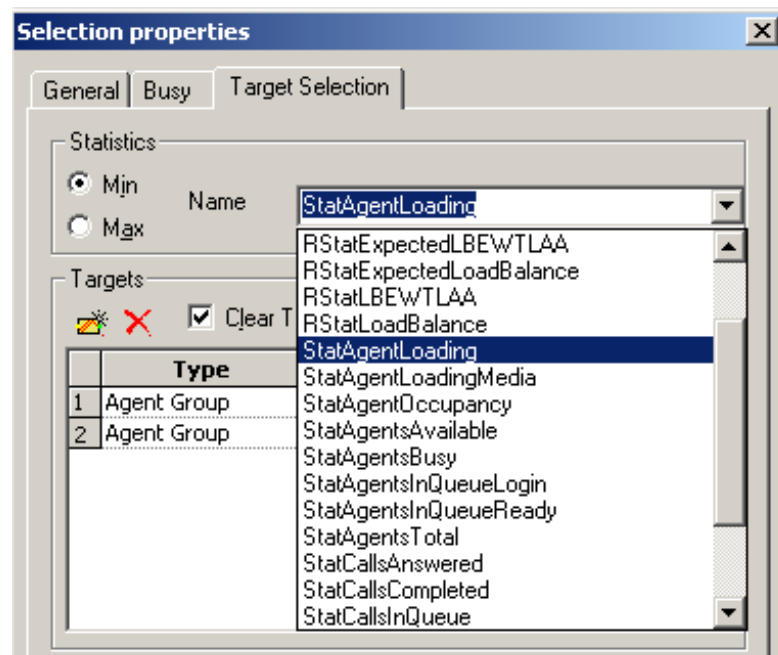 Selection properties
General Busy Target Selection
Statistics
Min
Max
Name
StatAgentLoading
RStatExpectedLBEWTLAA
RStatExpectedLoadBalance
RStatLBEWTLAA
RStatLoadBalance
StatAgentLoading
StatAgentLoadingMedia
StatAgentOccupancy
StatAgentsAvailable
StatAgentsBusy
StatAgentsInQueueLogin
StatAgentsInQueueReady
StatAgentsTotal
StatCallsAnswered
StatCallsCompleted
StatCallsInQueue
Targets
Clear T
Type
1 Agent Group
2 Agent Group